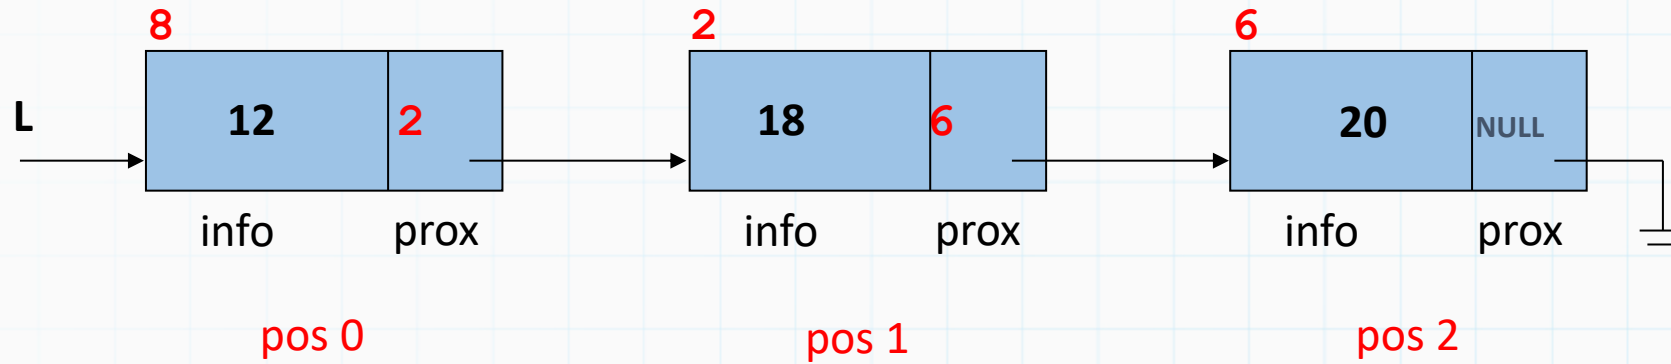 8 2 6
L 12 2 18 6 20 NULL
info prox info prox info prox
pos 0 pos 1 pos 2